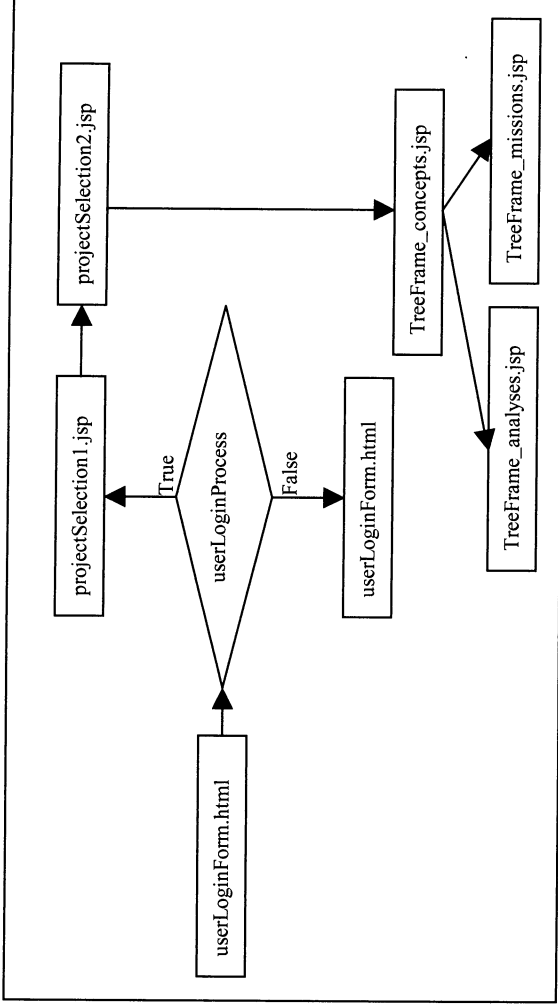 projectSelection1.jsp
projectSelection2.jsp
True
userLoginForm.html
userLoginProcess
False
userLoginForm.html
TreeFrame_concepts.jsp
TreeFrame_analyses.jsp
TreeFrame_missions.jsp